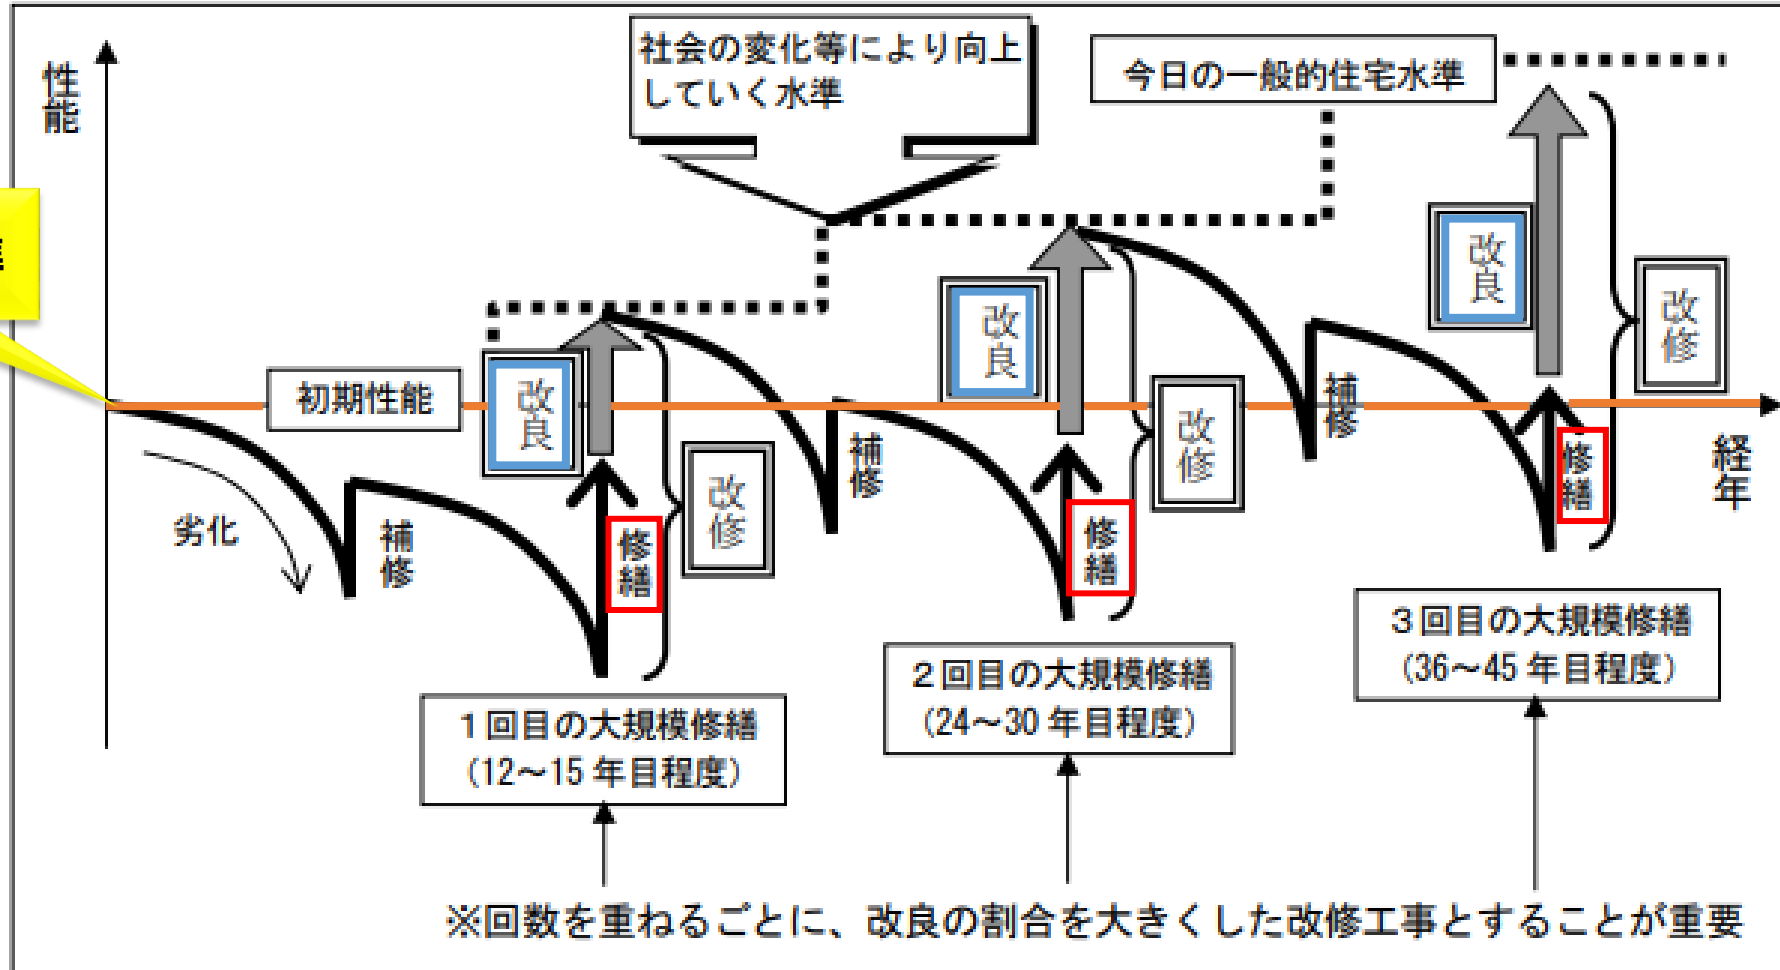 性能
社会の変化等により向上
していく水準
今日の一般的住宅水準
改良
改修
改良
改修
初期性能
改良
改修
補修
補修
補修
劣化
修繕
修繕
修繕
経年
1回目の大規模修繕
(12～15年目程度)
2回目の大規模修繕
(24～30年目程度)
3回目の大規模修繕
(36～45年目程度)
※回数を重ねるごとに、改良の割合を大きくした改修工事とすることが重要